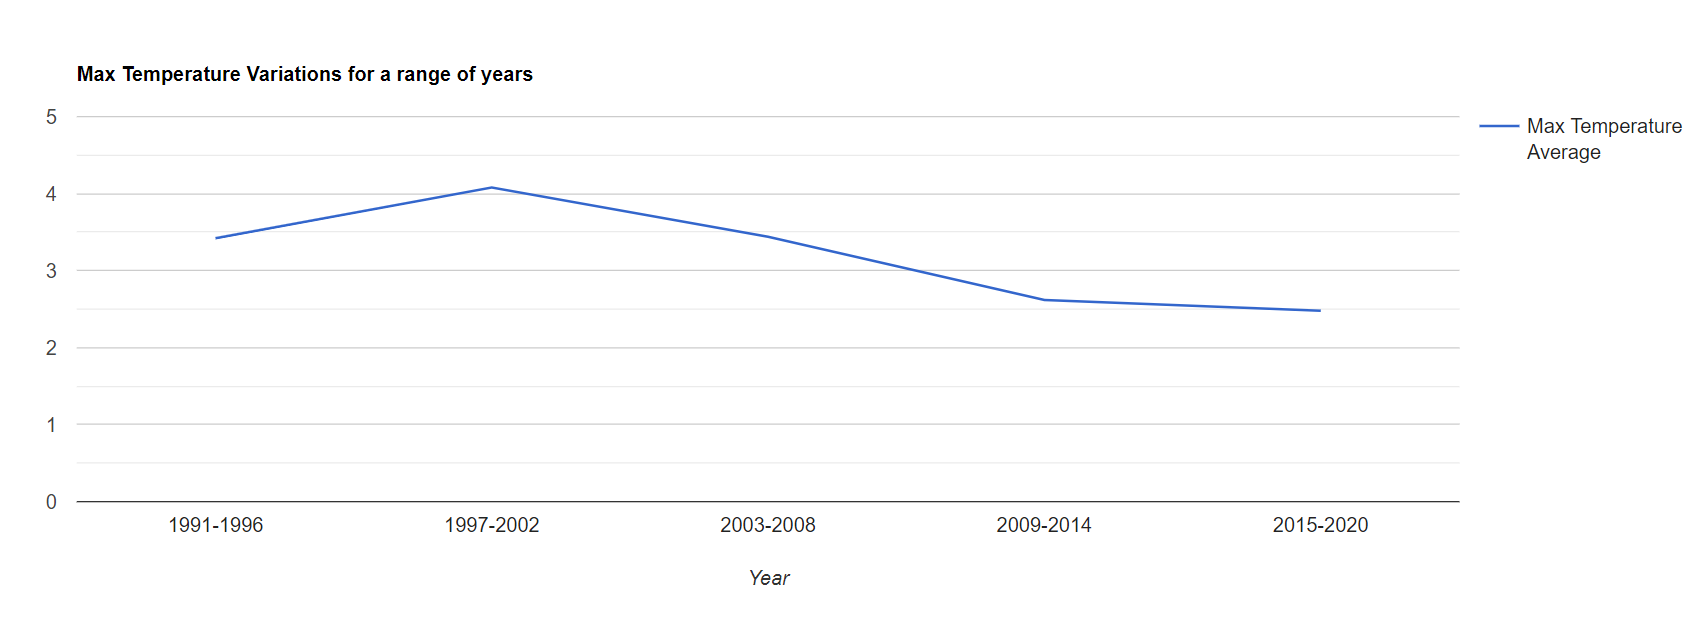 Max Temperature Variations for a range of years
5
4
3
2
1
0
Max Temperature
Average
1991-1996 1997-2002 2003-2008 2009-2014 2015-2020
Year